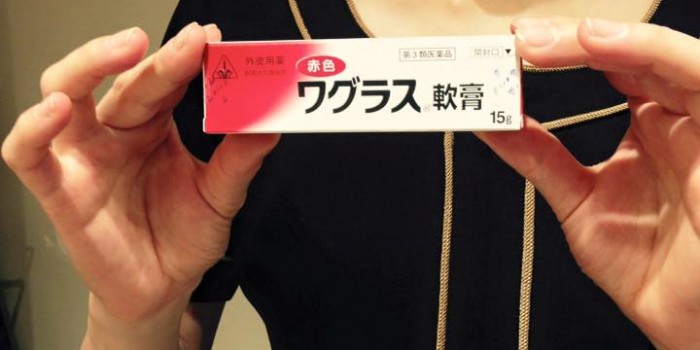 外皮用薬
赤色
第3類医薬品
開封口▼
ワグラス軟膏
15g